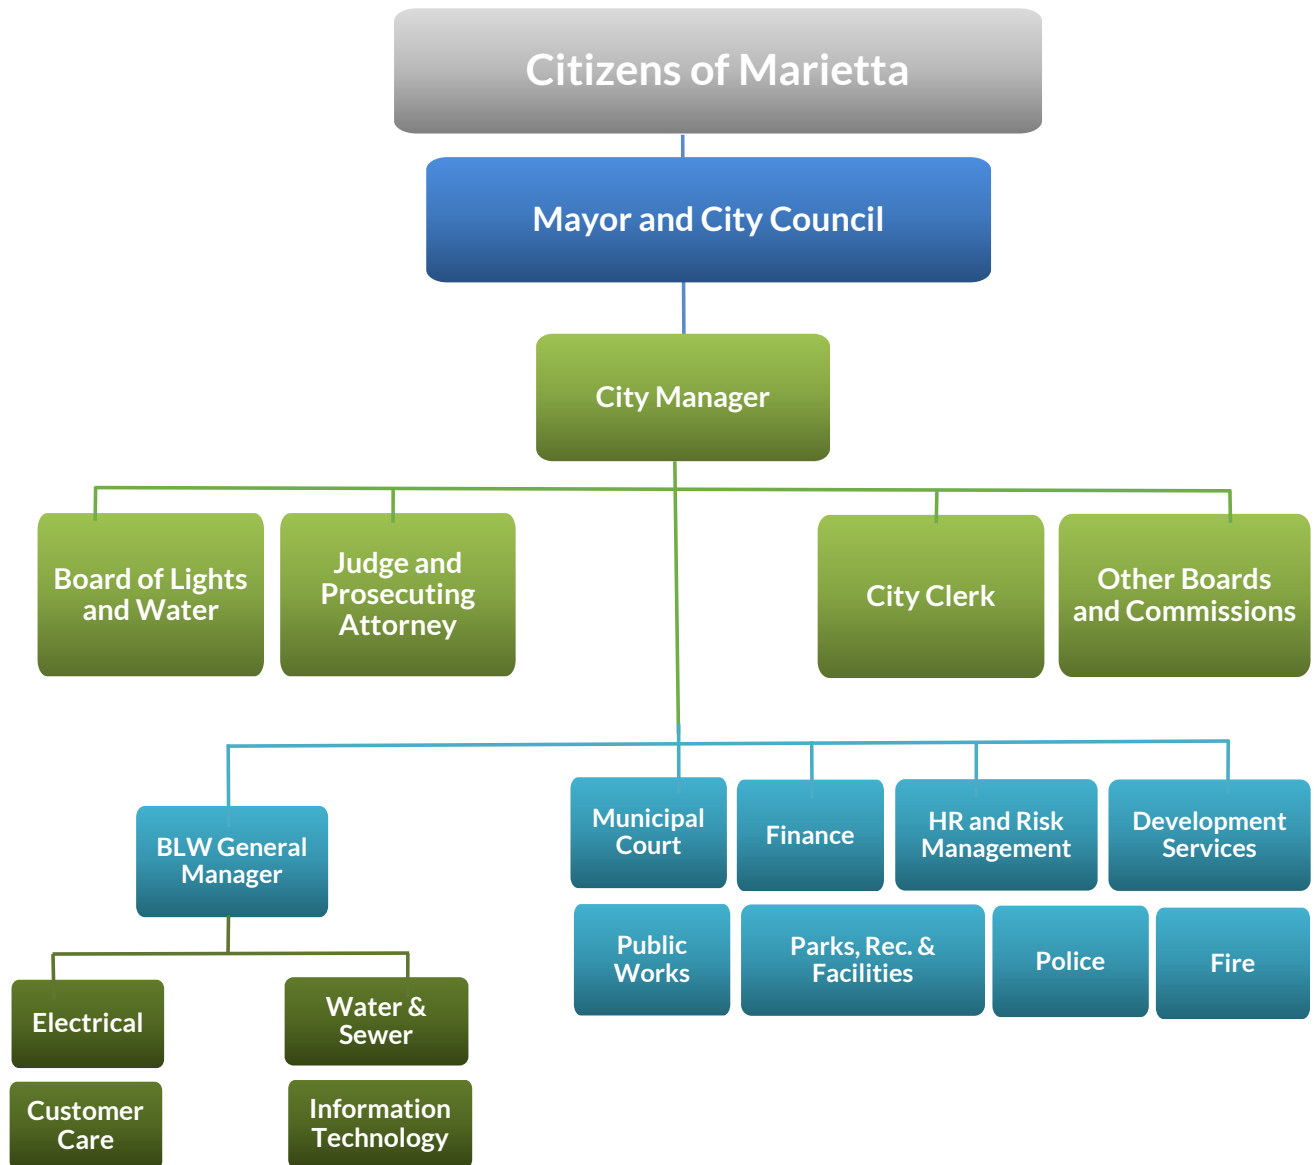 Citizens of Marietta
Mayor and City Council
City Manager
Board of Lights
and Water
Judge and
Prosecuting
Attorney
City Clerk
Other Boards
and Commissions
BLW General
Manager
Municipal
Court
Finance
HR and Risk
Management
Development
Services
Public
Works
Parks, Rec. &
Facilities
Police
Fire
Electrical
Water &
Sewer
Customer
Care
Information
Technology